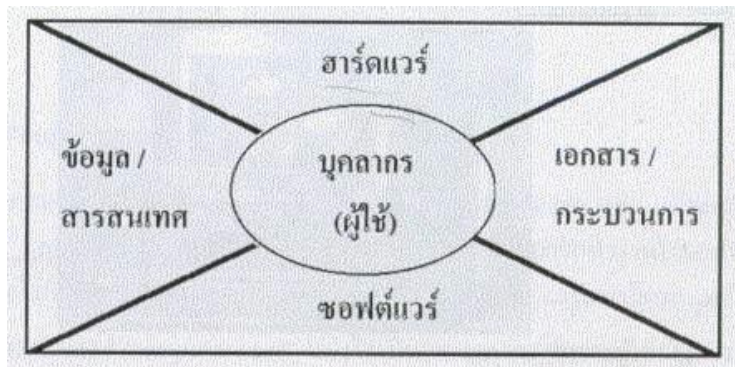 ฮาร์ดแวร์
ข้อมูล /
สารสนเทศ
บุคลากร
(ผู้ใช้)
เอกสาร /
กระบวนการ
ซอฟต์แวร์